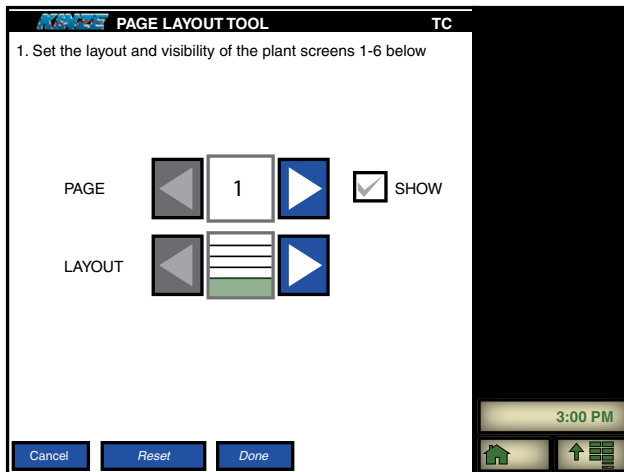 KINZE PAGE LAYOUT TOOL TC
1. Set the layout and visibility of the plant screens 1-6 below
PAGE 1 SHOW
LAYOUT
3:00 PM
Cancel Reset Done